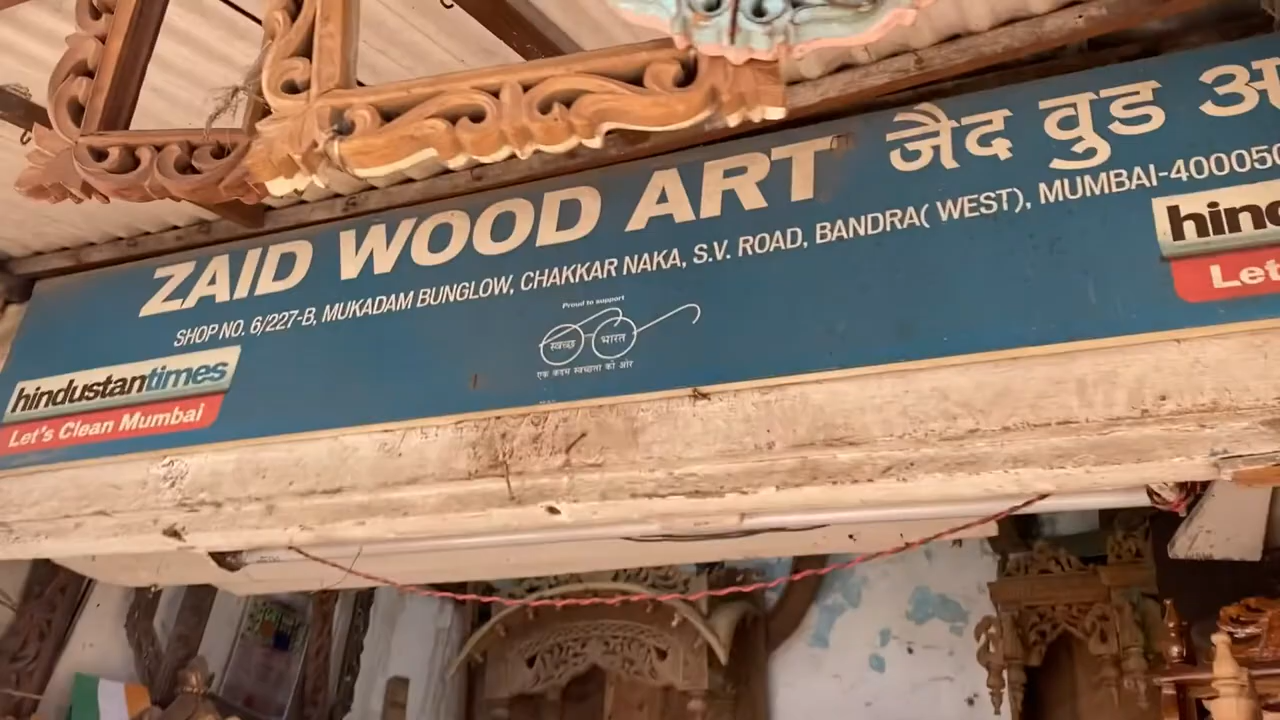 ZAID WOOD ART जैद वुड
SHOP NO. 6/227-B, MUKADAM BUNGLOW, CHAKKAR NAKA, S.V. ROAD, BANDRA( WEST), MUMBAI-400050
Proud to support
स्वच्छ भारत
एक कदम स्वच्छता की ओर
hindustantimes
Let's Clean Mumbai
Let